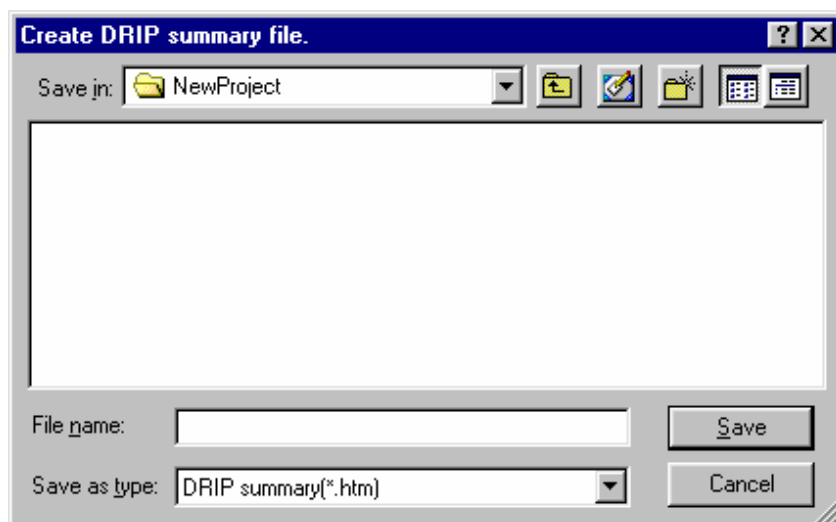 Create DRIP summary file.
Save in: NewProject
File name:
Save
Save as type: DRIP summary(*.htm)
Cancel